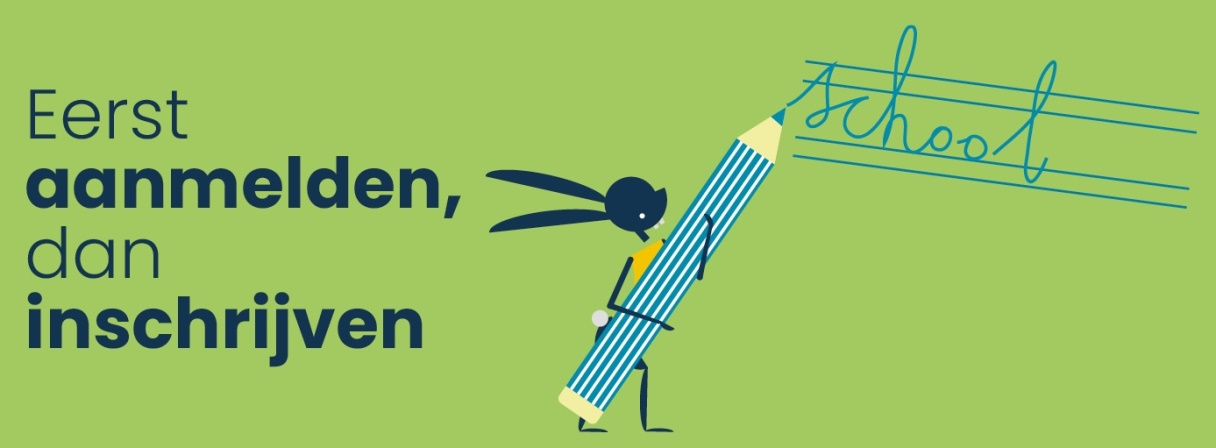 Eerst
aanmelden,
dan
inschrijven
school